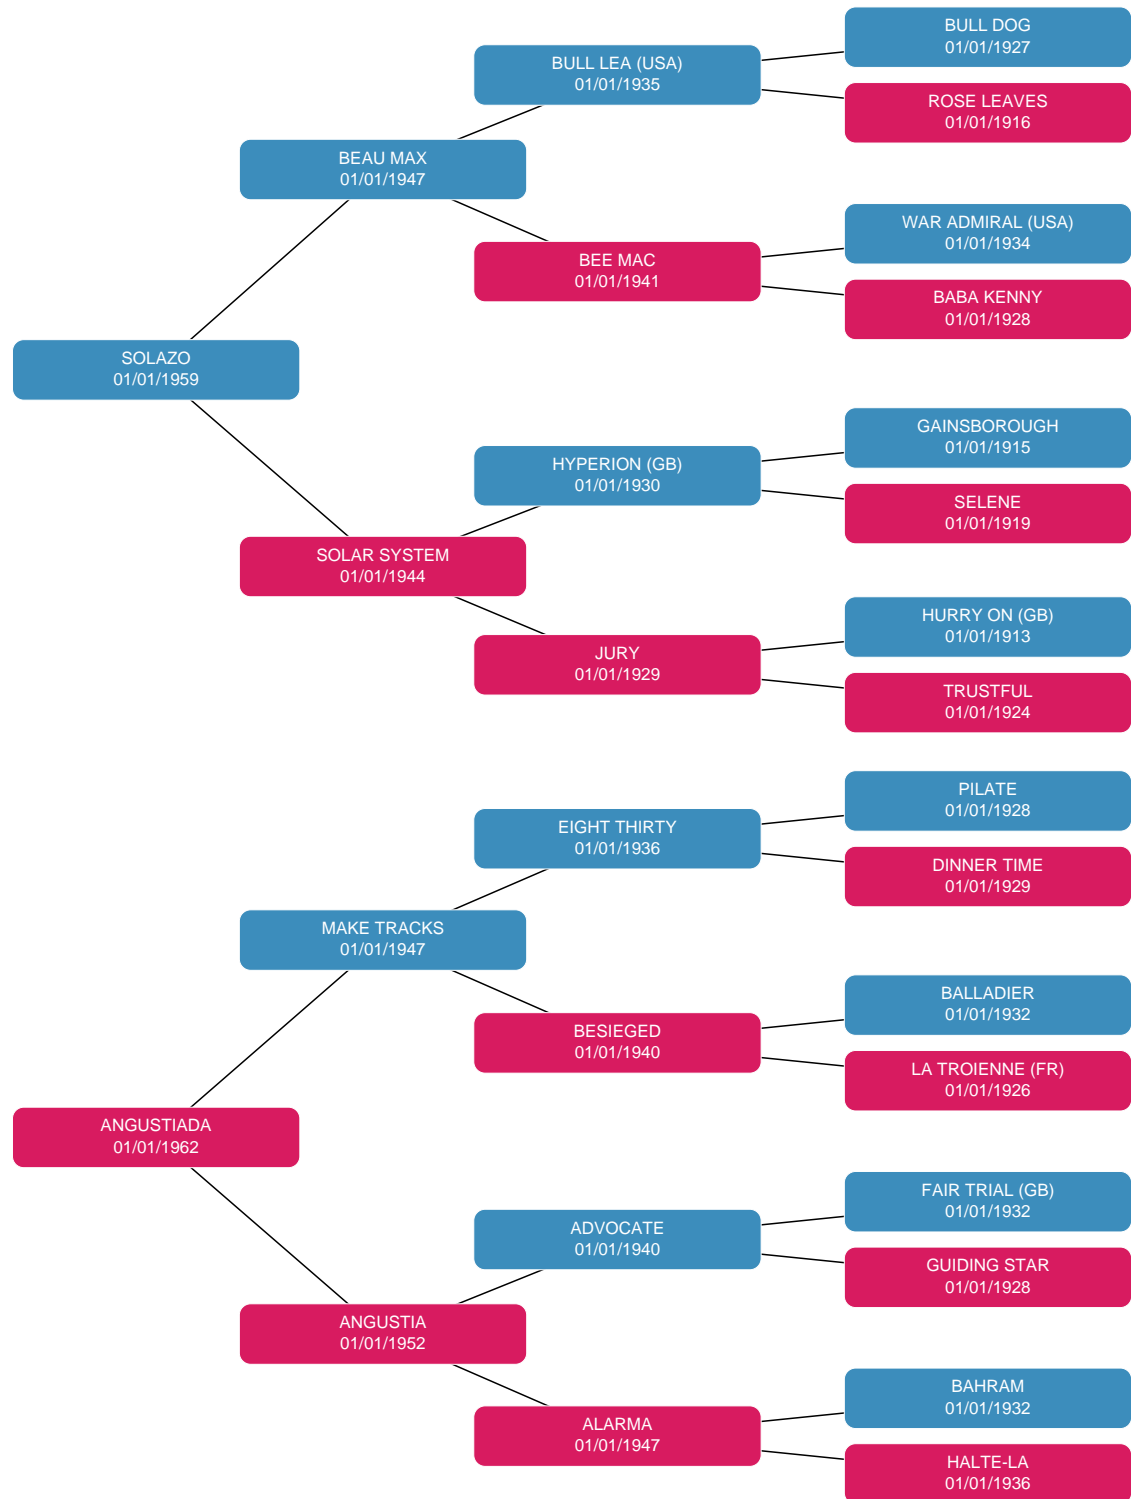 BULL DOG
01/01/1927
BULL LEA (USA)
01/01/1935
ROSE LEAVES
01/01/1916
BEAU MAX
01/01/1947
WAR ADMIRAL (USA)
01/01/1934
BEE MAC
01/01/1941
BABA KENNY
01/01/1928
SOLAZO
01/01/1959
GAINSBOROUGH
01/01/1915
HYPERION (GB)
01/01/1930
SELENE
01/01/1919
SOLAR SYSTEM
01/01/1944
HURRY ON (GB)
01/01/1913
JURY
01/01/1929
TRUSTFUL
01/01/1924
PILATE
01/01/1928
EIGHT THIRTY
01/01/1936
DINNER TIME
01/01/1929
MAKE TRACKS
01/01/1947
BALLADIER
01/01/1932
BESIEGED
01/01/1940
LA TROIENNE (FR)
01/01/1926
ANGUSTIADA
01/01/1962
FAIR TRIAL (GB)
01/01/1932
ADVOCATE
01/01/1940
GUIDING STAR
01/01/1928
ANGUSTIA
01/01/1952
BAHRAM
01/01/1932
ALARMA
01/01/1947
HALTE-LA
01/01/1936